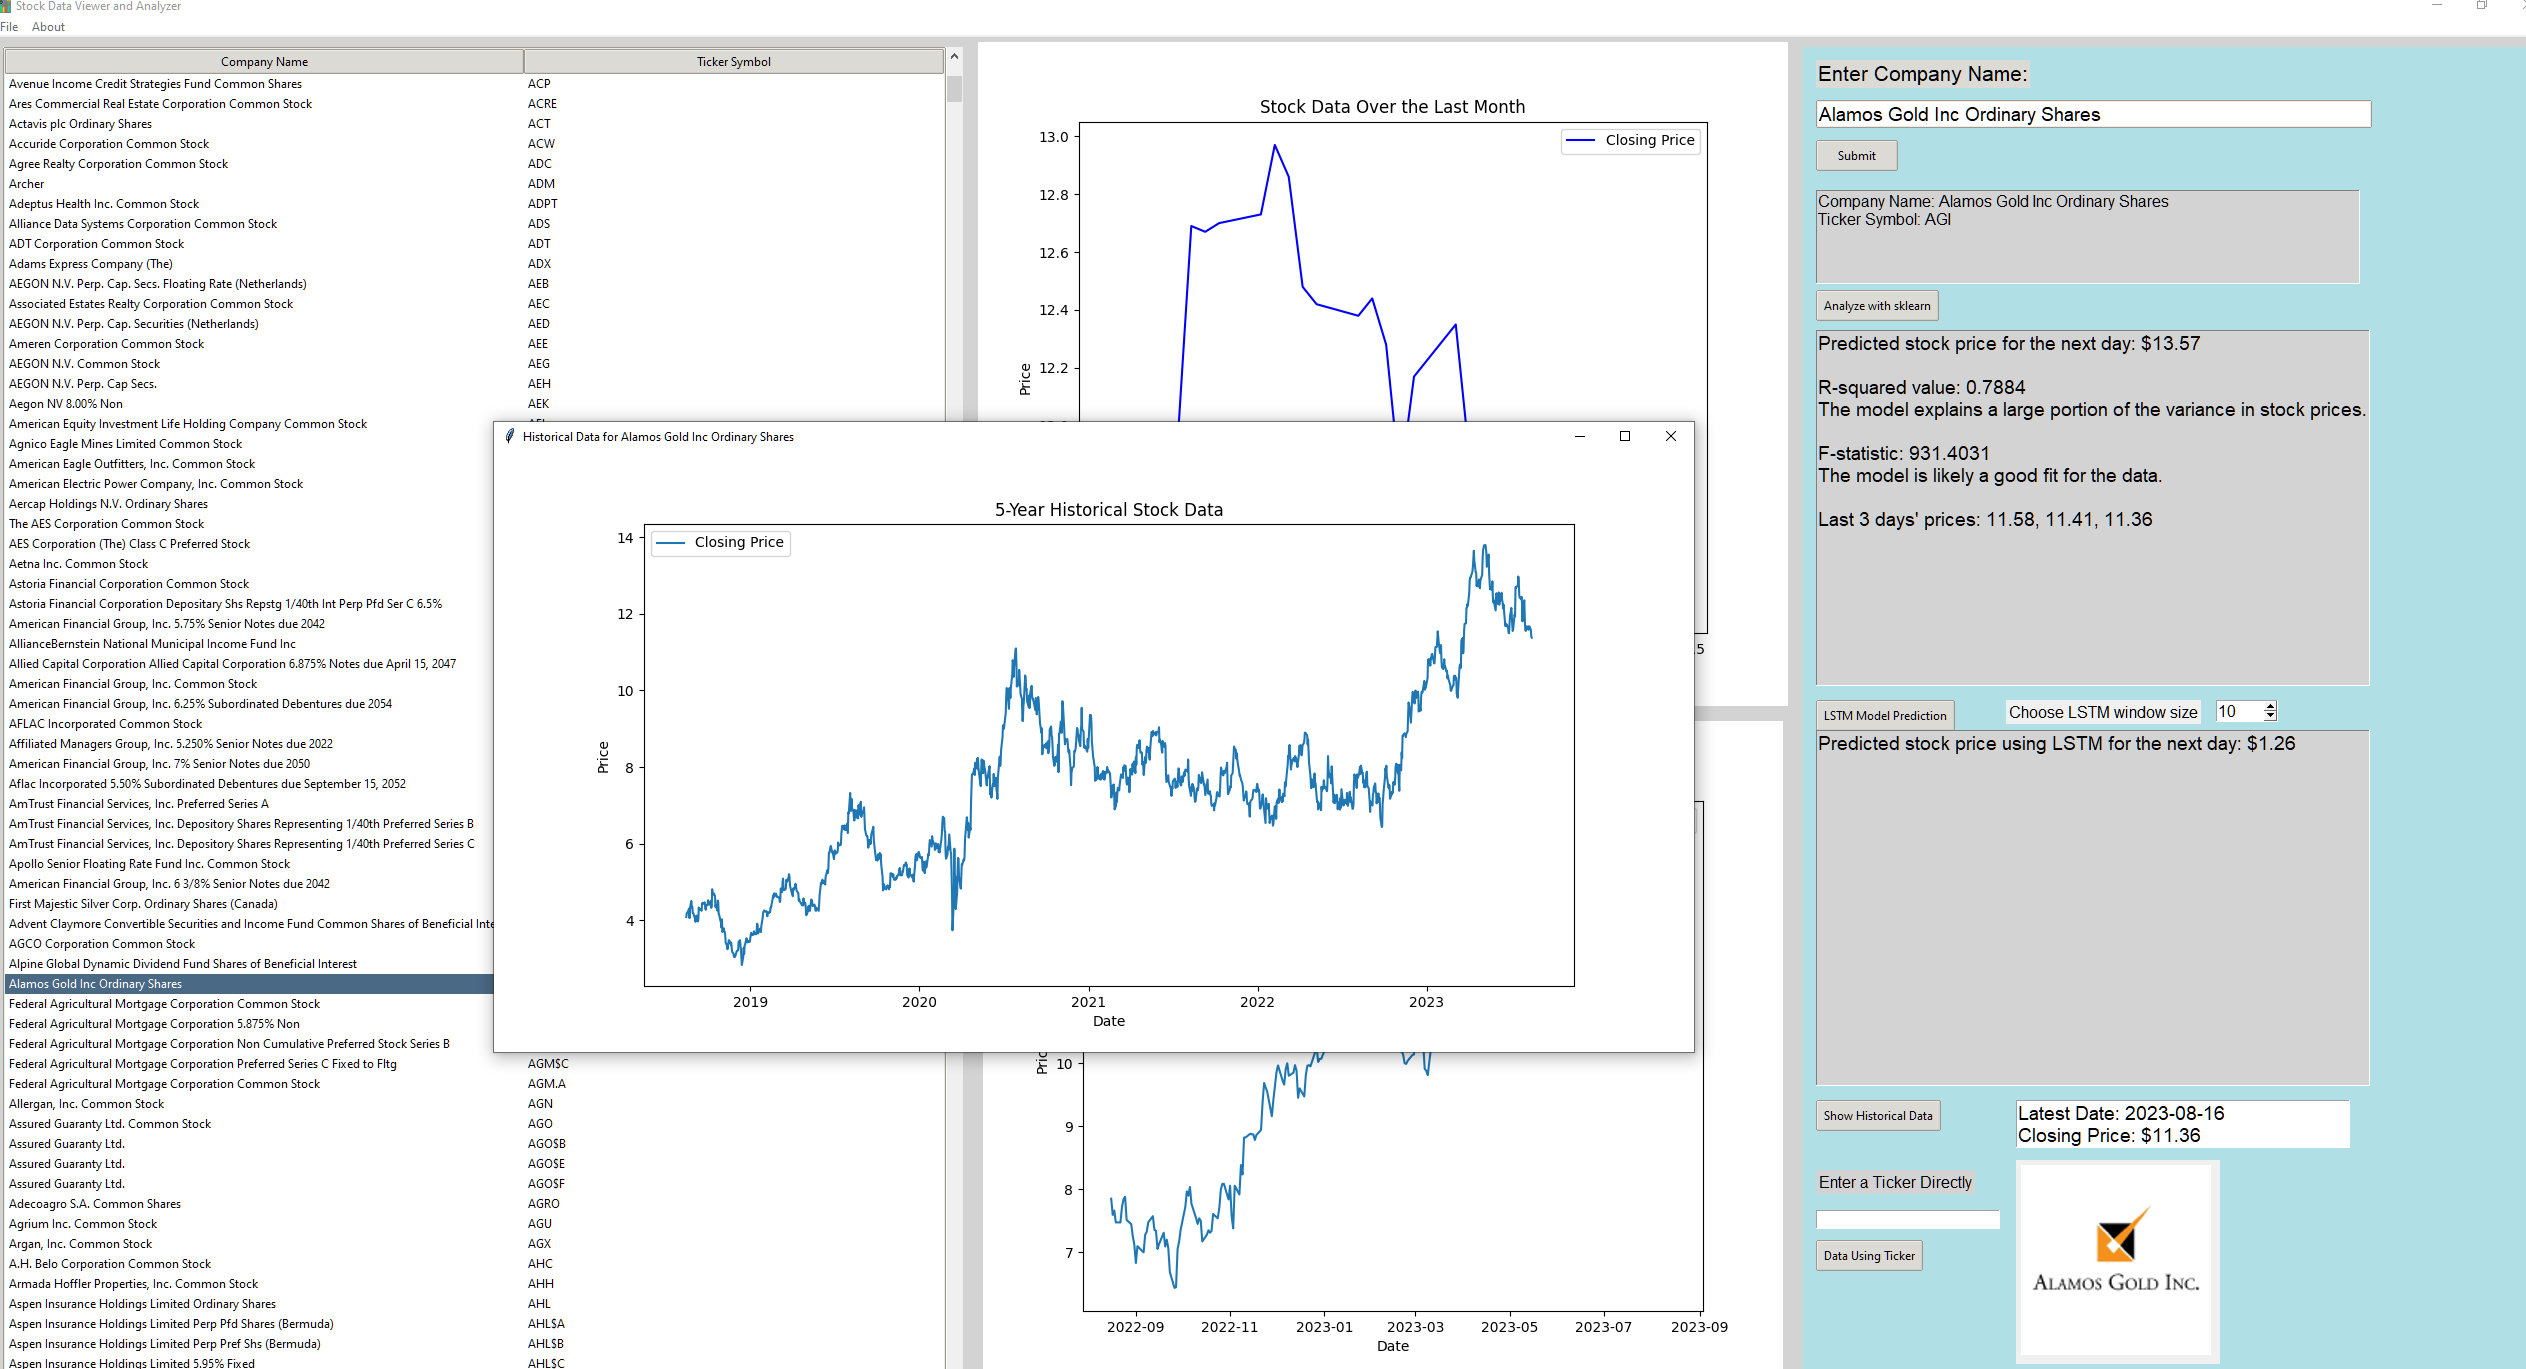 Stock Data Viewer and Analyzer
File About
Company Name Ticker Symbol
Avenue Income Credit Strategies Fund Common Shares ACP
Ares Commercial Real Estate Corporation Common Stock ACRE
Actavis plc Ordinary Shares ACT
Accuride Corporation Common Stock ACW
Agree Realty Corporation Common Stock ADC
Archer ADM
Adeptus Health Inc. Common Stock ADPT
Alliance Data Systems Corporation Common Stock ADS
ADT Corporation Common Stock ADT
Adams Express Company (The) ADX
AEGON N.V. Perp. Cap. Secs. Floating Rate (Netherlands) AEB
Associated Estates Realty Corporation Common Stock AEC
AEGON N.V. Perp. Cap. Securities (Netherlands) AED
Ameren Corporation Common Stock AEE
AEGON N.V. Common Stock AEG
AEGON N.V. Perp. Cap Secs. AEH
Aegon NV 8.00% Non AEK
American Equity Investment Life Holding Company Common Stock
Agnico Eagle Mines Limited Common Stock
American Eagle Outfitters, Inc. Common Stock
American Electric Power Company, Inc. Common Stock
Aercap Holdings N.V. Ordinary Shares
The AES Corporation Common Stock
AES Corporation (The) Class C Preferred Stock
Aetna Inc. Common Stock
Astoria Financial Corporation Common Stock
Astoria Financial Corporation Depositary Shs Repstg 1/40th Int Perp Pfd Ser C 6.5%
American Financial Group, Inc. 5.75% Senior Notes due 2042
AllianceBernstein National Municipal Income Fund Inc
Allied Capital Corporation Allied Capital Corporation 6.875% Notes due April 15, 2047
American Financial Group, Inc. Common Stock
American Financial Group, Inc. 6.25% Subordinated Debentures due 2054
AFLAC Incorporated Common Stock
Affiliated Managers Group, Inc. 5.250% Senior Notes due 2022
American Financial Group, Inc. 7% Senior Notes due 2050
Aflac Incorporated 5.50% Subordinated Debentures due September 15, 2052
AmTrust Financial Services, Inc. Preferred Series A
AmTrust Financial Services, Inc. Depository Shares Representing 1/40th Preferred Series B
AmTrust Financial Services, Inc. Depository Shares Representing 1/40th Preferred Series C
Apollo Senior Floating Rate Fund Inc. Common Stock
American Financial Group, Inc. 6 3/8% Senior Notes due 2042
First Majestic Silver Corp. Ordinary Shares (Canada)
Advent Claymore Convertible Securities and Income Fund Common Shares of Beneficial Inte
AGCO Corporation Common Stock
Alpine Global Dynamic Dividend Fund Shares of Beneficial Interest
Alamos Gold Inc Ordinary Shares
Federal Agricultural Mortgage Corporation Common Stock
Federal Agricultural Mortgage Corporation 5.875% Non
Federal Agricultural Mortgage Corporation Non Cumulative Preferred Stock Series B
Federal Agricultural Mortgage Corporation Preferred Series C Fixed to Fltg AGM$C
Federal Agricultural Mortgage Corporation Common Stock AGM.A
Allergan, Inc. Common Stock AGN
Assured Guaranty Ltd. Common Stock AGO
Assured Guaranty Ltd. AGO$B
Assured Guaranty Ltd. AGO$E
Assured Guaranty Ltd. AGO$F
Adecoagro S.A. Common Shares AGRO
Agrium Inc. Common Stock AGU
Argan, Inc. Common Stock AGX
A.H. Belo Corporation Common Stock AHC
Armada Hoffler Properties, Inc. Common Stock AHH
Aspen Insurance Holdings Limited Ordinary Shares AHL
Aspen Insurance Holdings Limited Perp Pfd Shares (Bermuda) AHL$A
Aspen Insurance Holdings Limited Perp Pref Shs (Bermuda) AHL$B
Aspen Insurance Holdings Limited 5.95% Fixed AHL$C
Stock Data Over the Last Month
Closing Price
13.0
12.8
12.6
12.4
12.2
Price
5
Historical Data for Alamos Gold Inc Ordinary Shares
5-Year Historical Stock Data
Closing Price
14
12
10
8
6
4
Price
2019 2020 2021 2022 2023
Date
10
9
8
7
2022-09 2022-11 2023-01 2023-03 2023-05 2023-07 2023-09
Date
Enter Company Name:
Alamos Gold Inc Ordinary Shares
Submit
Company Name: Alamos Gold Inc Ordinary Shares
Ticker Symbol: AGI
Analyze with sklearn
Predicted stock price for the next day: $13.57
R-squared value: 0.7884
The model explains a large portion of the variance in stock prices.
F-statistic: 931.4031
The model is likely a good fit for the data.
Last 3 days' prices: 11.58, 11.41, 11.36
LSTM Model Prediction Choose LSTM window size 10
Predicted stock price using LSTM for the next day: $1.26
Show Historical Data
Latest Date: 2023-08-16
Closing Price: $11.36
Enter a Ticker Directly
Data Using Ticker
ALAMOS GOLD INC.